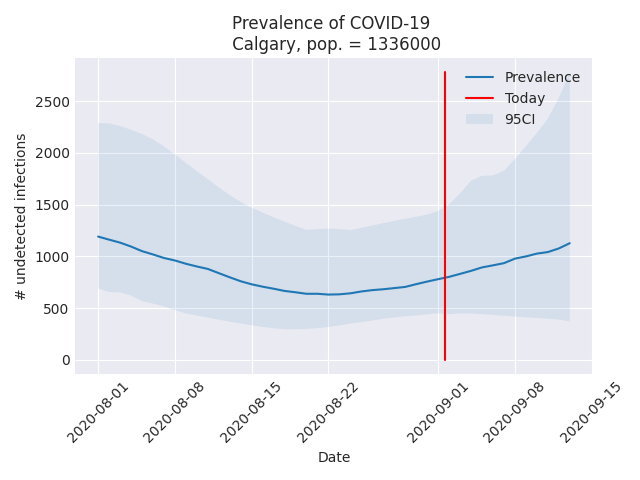 Prevalence of COVID-19
Calgary, pop. = 1336000
Prevalence
Today
95CI
2500
2000
1500
1000
500
0
# undetected infections
2020-08-01
2020-08-08
2020-08-15
2020-08-22
2020-09-01
2020-09-08
2020-09-15
Date